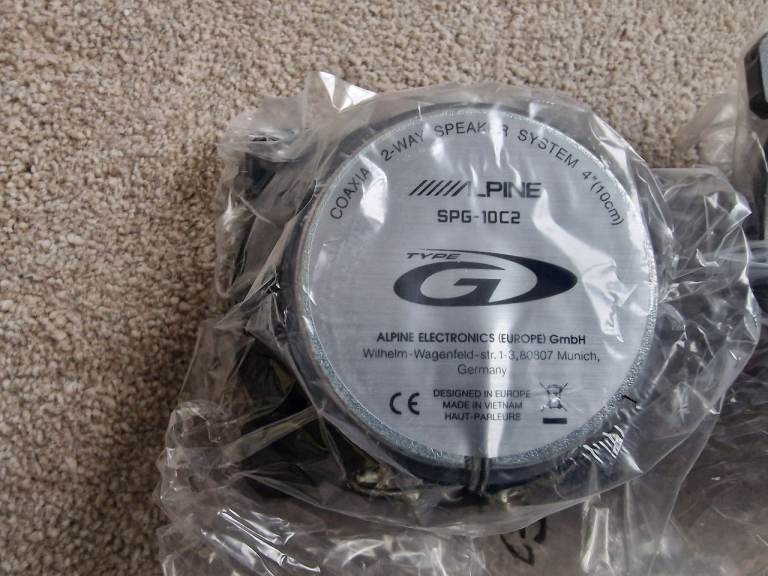 COAXIA 2-WAY SPEAKER SYSTEM 4"(10cm)
ALPINE
SPG-10C2
TYPE
G
ALPINE ELECTRONICS (EUROPE) GmbH
Wilhelm-Wagenfeld-str. 1-3, 80807 Munich,
Germany
CE
DESIGNED IN EUROPE
MADE IN VIETNAM
HAUT-PARLEURS